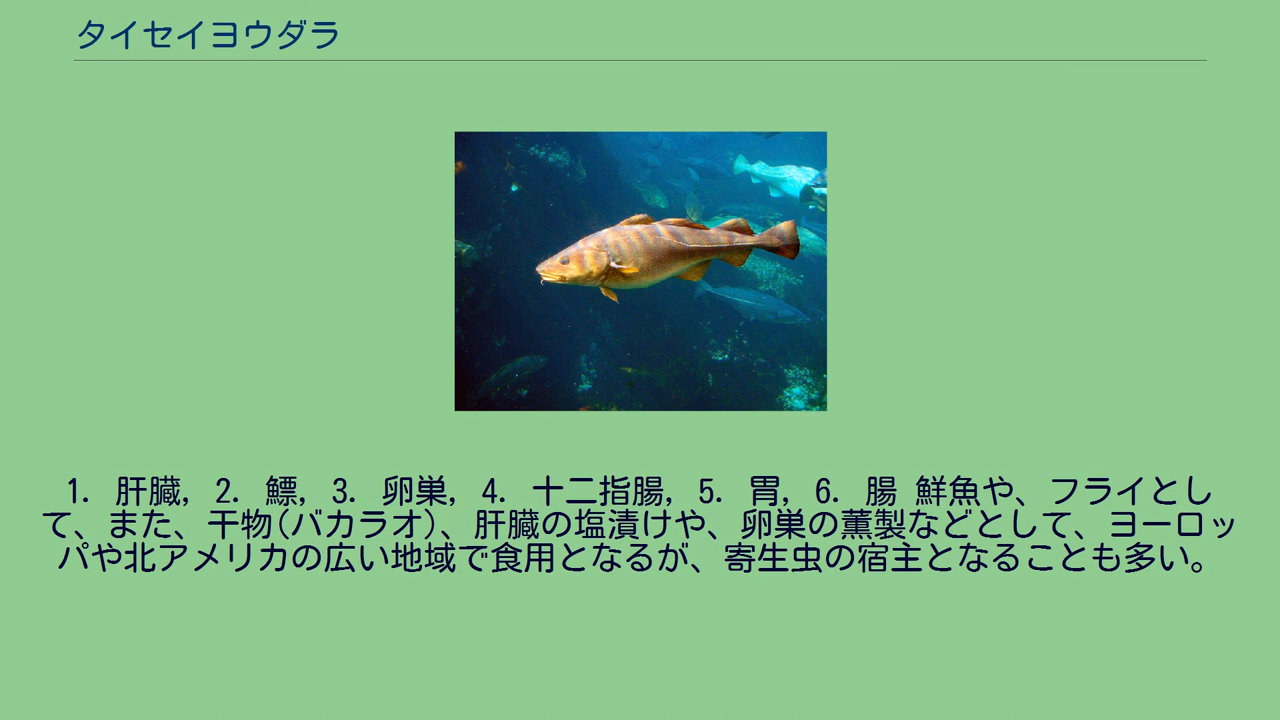 タイセイヨウダラ
1. 肝臓, 2. 鰾, 3. 卵巣, 4. 十二指腸, 5. 胃, 6. 腸 鮮魚や、フライとし
て、また、干物(バカラオ)、肝臓の塩漬けや、卵巣の薫製などとして、ヨーロッ
パや北アメリカの広い地域で食用となるが、寄生虫の宿主となることも多い。